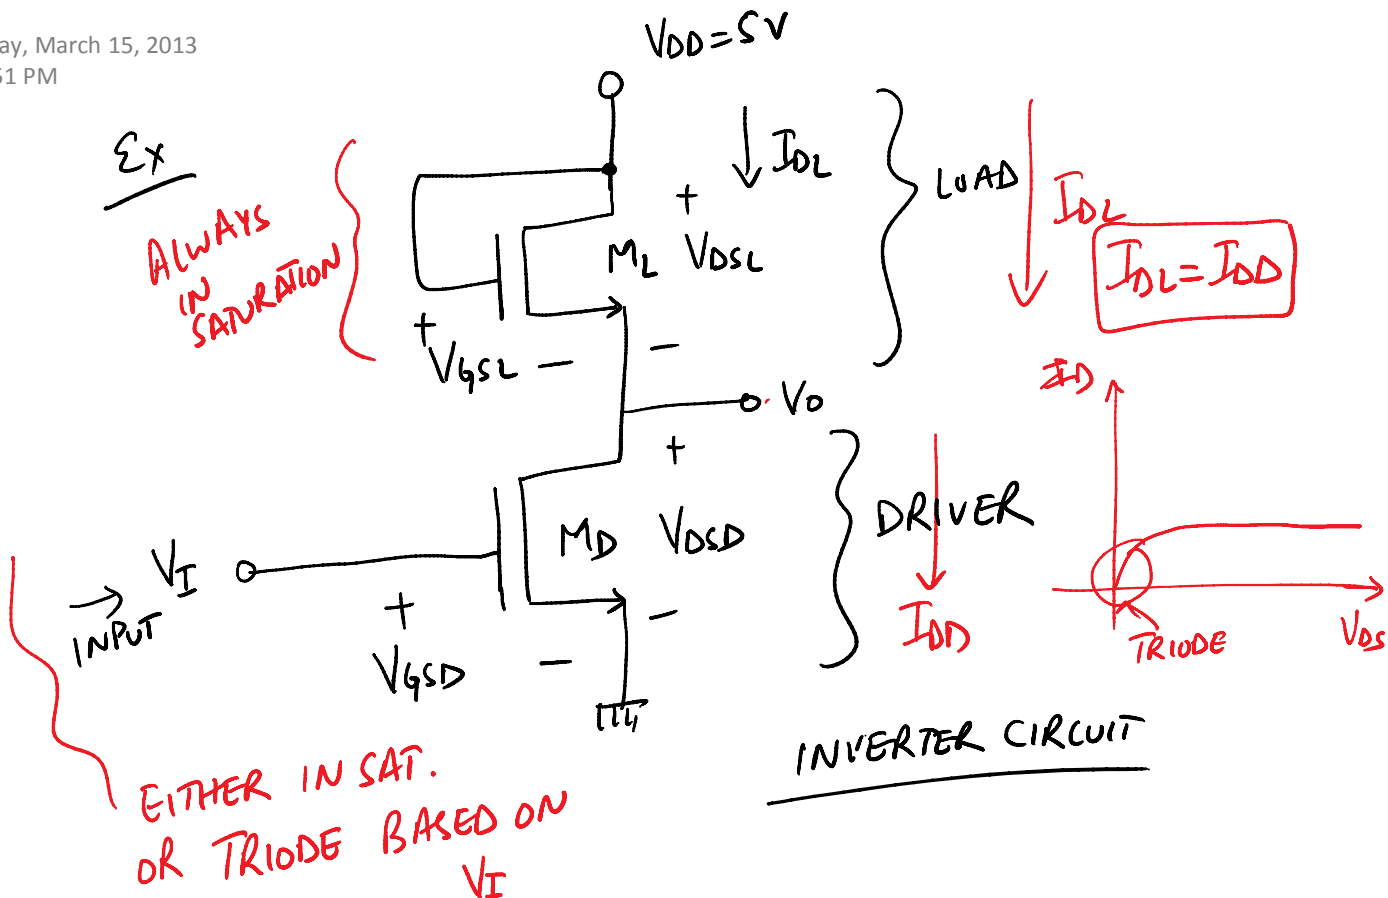 ay, March 15, 2013
51 PM
VDD=5V
Ex
ALWAYS
IN
SATURATION
IDL
LOAD
IDL
IDL=IDD
+
ML VDSL
+
VGSL −
−
ID
VO
+
DRIVER
MD VDSD
VI
INPUT
+
−
VGSD −
IDD
TRIODE
VDS
INVERTER CIRCUIT
EITHER IN SAT.
OR TRIODE BASED ON
VI